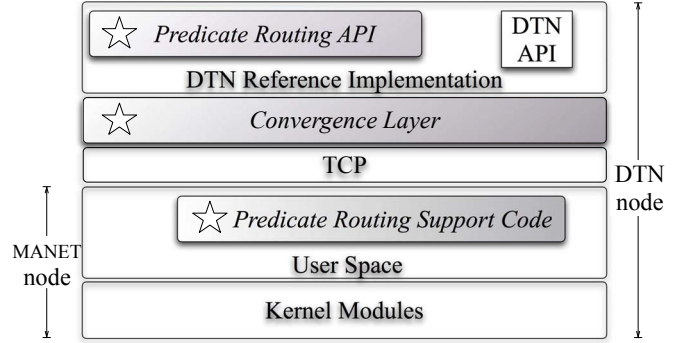 Predicate Routing API
DTN
API
DTN Reference Implementation
Convergence Layer
TCP
DTN
node
Predicate Routing Support Code
MANET
node
User Space
Kernel Modules